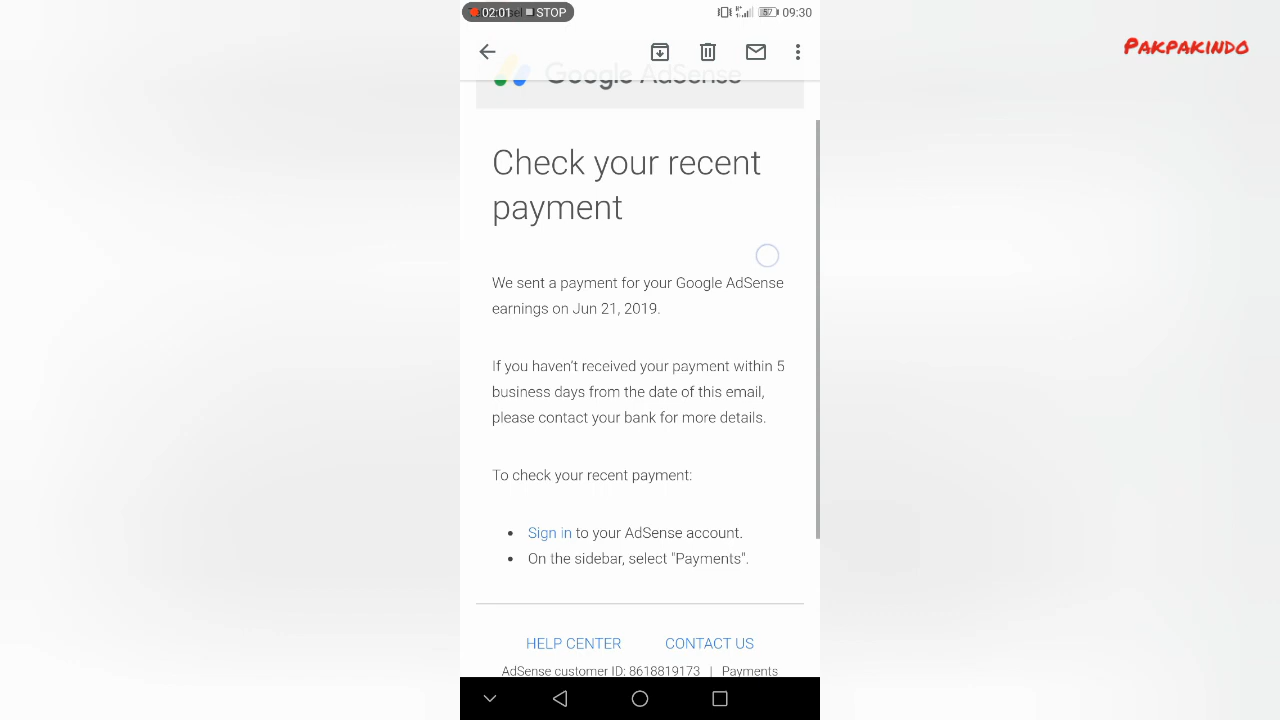 02:01 STOP
57 09:30
Pakpakindo
Google AdSense
Check your recent
payment
We sent a payment for your Google AdSense
earnings on Jun 21, 2019.
If you haven't received your payment within 5
business days from the date of this email,
please contact your bank for more details.
To check your recent payment:
• Sign in to your AdSense account.
• On the sidebar, select "Payments".
HELP CENTER CONTACT US
AdSense customer ID: 8618819173 | Payments